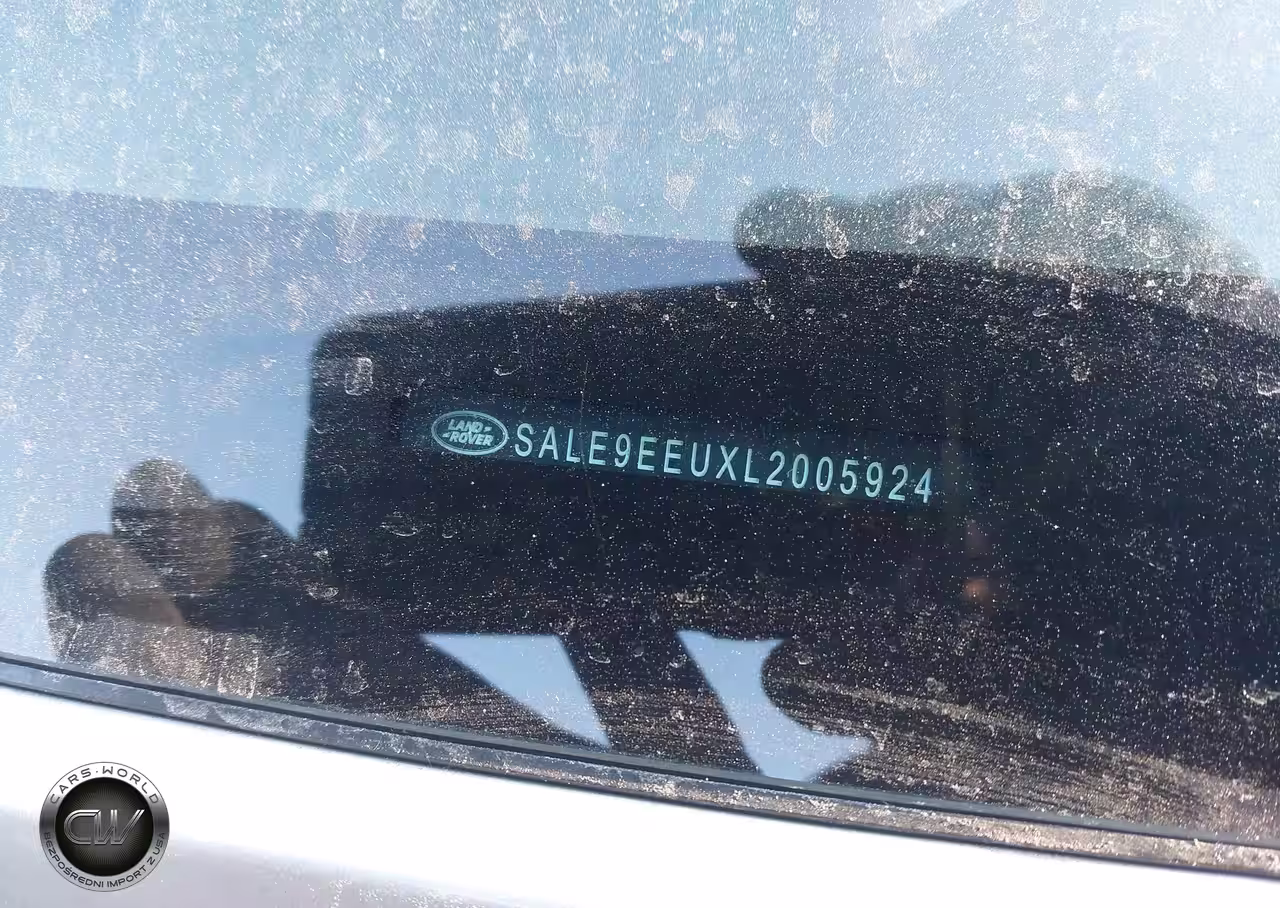 LAND
ROVER
SALE9EEUXL2005924
CARS·WORLD
CW
BEZPOŚREDNI IMPORT Z USA